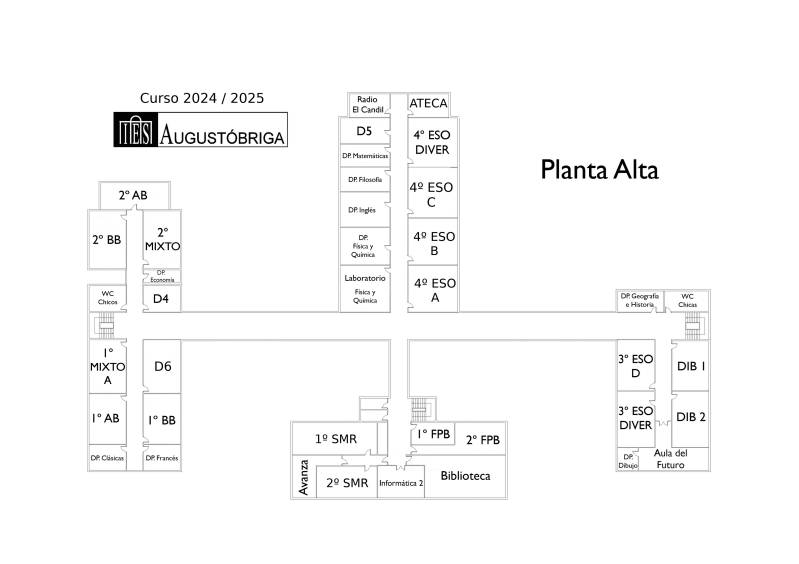 Curso 2024 / 2025
IES AUGUSTÓBRIGA
Planta Alta
Radio
El Candil
ATECA
D5
4º ESO
DIVER
DP. Matemáticas
DP. Filosofía
4º ESO
C
DP. Inglés
DP.
Física y
Química
4º ESO
B
Laboratorio
Física y
Química
4º ESO
A
2º AB
2º BB
2º
MIXTO
DP.
Economía
WC
Chicos
D4
1º
MIXTO
A
D6
1º AB
1º BB
DP. Clásicas
DP. Francés
1º SMR
1º FPB
2º FPB
Avanza
2º SMR
Informática 2
Biblioteca
DP. Geografía
e Historia
WC
Chicas
3º ESO
D
DIB 1
3º ESO
DIVER
DIB 2
DP.
Dibujo
Aula del
Futuro